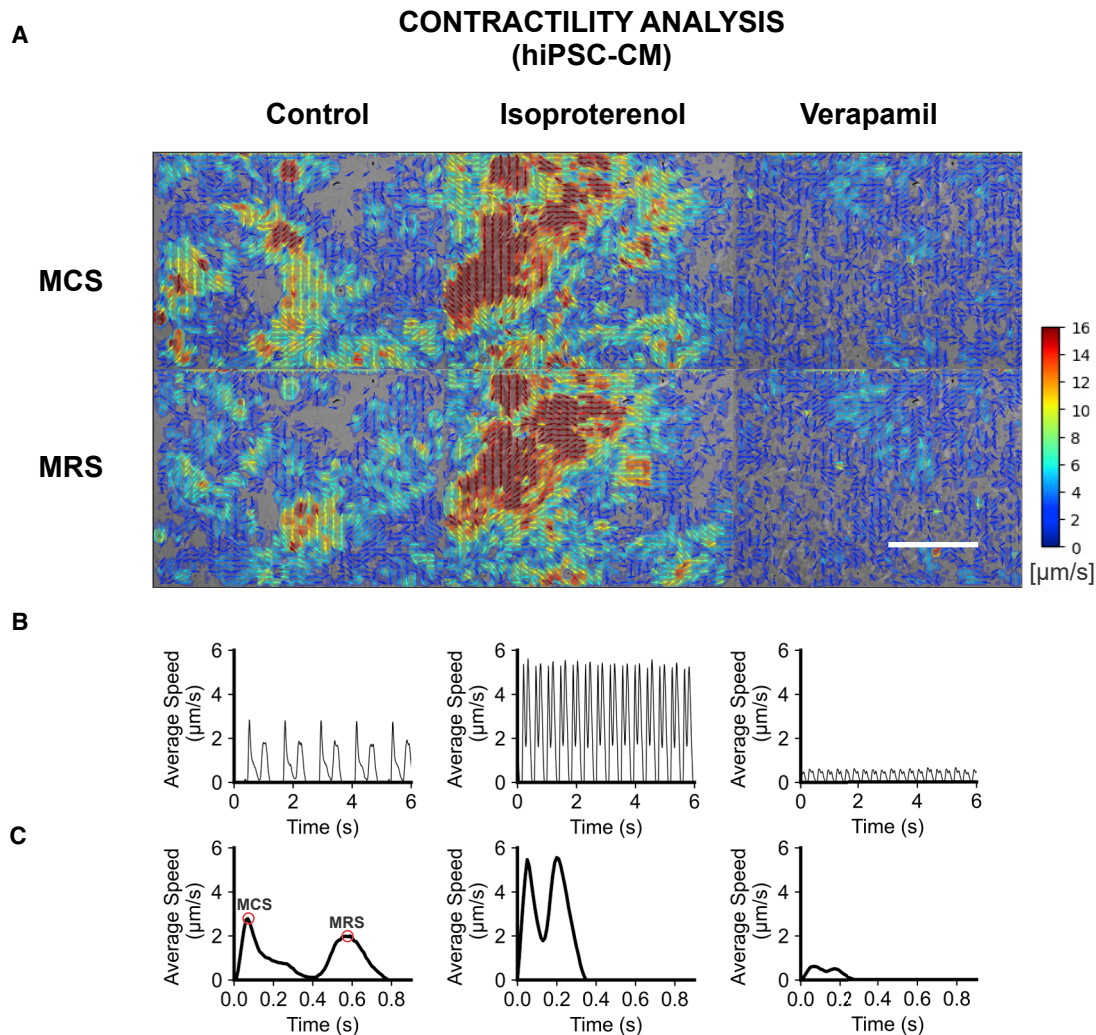 A
CONTRACTILITY ANALYSIS
(hiPSC-CM)
Control Isoproterenol Verapamil
MCS
MRS
16
14
12
10
8
6
4
2
0
[µm/s]
B
Average Speed
(µm/s)
6
4
2
0
0 2 4 6
Time (s)
Average Speed
(µm/s)
6
4
2
0
0 2 4 6
Time (s)
Average Speed
(µm/s)
6
4
2
0
0 2 4 6
Time (s)
C
Average Speed
(µm/s)
6
4
2
0
MCS
MRS
0.0 0.2 0.4 0.6 0.8
Time (s)
Average Speed
(µm/s)
6
4
2
0
0.0 0.2 0.4 0.6 0.8
Time (s)
Average Speed
(µm/s)
6
4
2
0
0.0 0.2 0.4 0.6 0.8
Time (s)